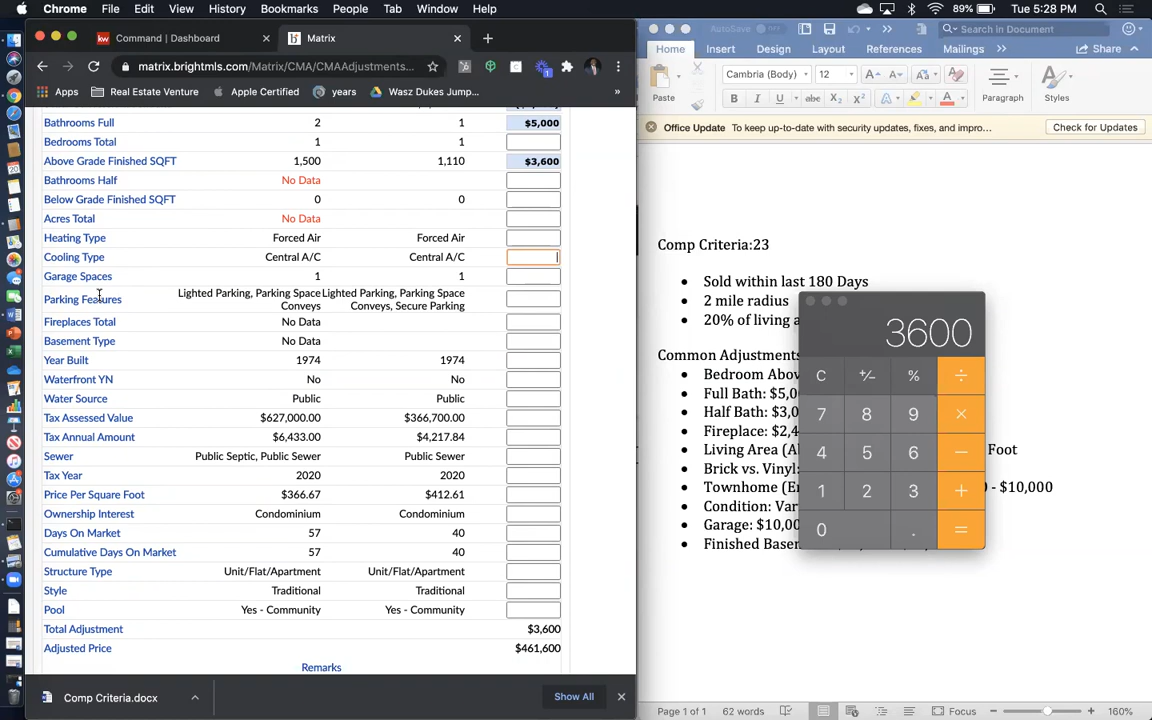 Chrome File Edit View History Bookmarks People Tab Window Help 89% Tue 5:28 PM
kw Command | Dashboard Matrix
matrix.brightmls.com/Matrix/CMA/CMAAdjustments...
Apps Real Estate Venture Apple Certified years Wasz Dukes Jump... »
Bathrooms Full 2 1 $5,000
Bedrooms Total 1 1
Above Grade Finished SQFT 1,500 1,110 $3,600
Bathrooms Half No Data
Below Grade Finished SQFT 0 0
Acres Total No Data
Heating Type Forced Air Forced Air
Cooling Type Central A/C Central A/C
Garage Spaces 1 1
Parking Features Lighted Parking, Parking Space Conveys Lighted Parking, Parking Space Conveys, Secure Parking
Fireplaces Total No Data
Basement Type No Data
Year Built 1974 1974
Waterfront YN No No
Water Source Public Public
Tax Assessed Value $627,000.00 $366,700.00
Tax Annual Amount $6,433.00 $4,217.84
Sewer Public Septic, Public Sewer Public Sewer
Tax Year 2020 2020
Price Per Square Foot $366.67 $412.61
Ownership Interest Condominium Condominium
Days On Market 57 40
Cumulative Days On Market 57 40
Structure Type Unit/Flat/Apartment Unit/Flat/Apartment
Style Traditional Traditional
Pool Yes - Community Yes - Community
Total Adjustment $3,600
Adjusted Price $461,600
Remarks
Comp Criteria.docx Show All
AutoSave OFF » Search in Document
Home Insert Design Layout References Mailings » Share
Paste Cambria (Body) 12 Paragraph Styles
B I U abc X2 X2
Office Update To keep up-to-date with security updates, fixes, and impro... Check for Updates
Comp Criteria:23
• Sold within last 180 Days
• 2 mile radius
• 20% of living a
Common Adjustments
• Bedroom Abov
• Full Bath: $5,0
• Half Bath: $3,0
• Fireplace: $2,4
• Living Area (A Foot
• Brick vs. Vinyl:
• Townhome (E 0 - $10,000
• Condition: Var
• Garage: $10,00
• Finished Basem
3600
C +/− % ÷
7 8 9 ×
4 5 6 −
1 2 3 +
0 . =
Page 1 of 1 62 words Focus 160%